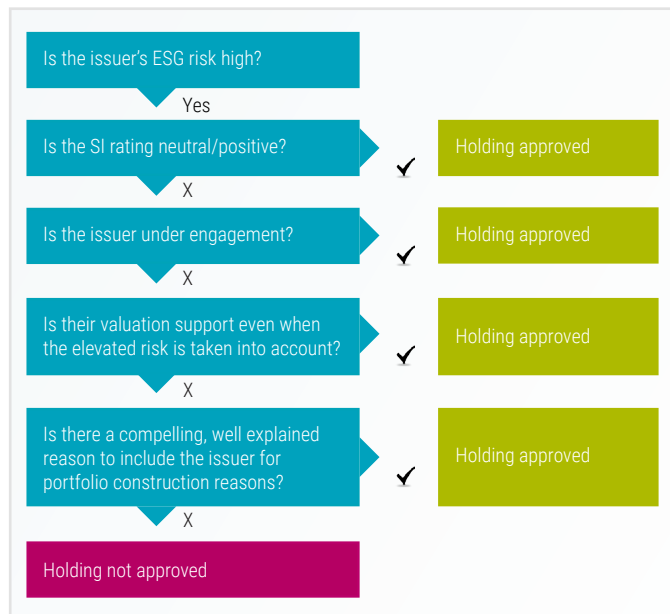 Is the issuer's ESG risk high?
Yes
Is the SI rating neutral/positive?
✓
Holding approved
X
Is the issuer under engagement?
✓
Holding approved
X
Is their valuation support even when
the elevated risk is taken into account?
✓
Holding approved
X
Is there a compelling, well explained
reason to include the issuer for
portfolio construction reasons?
✓
Holding approved
X
Holding not approved